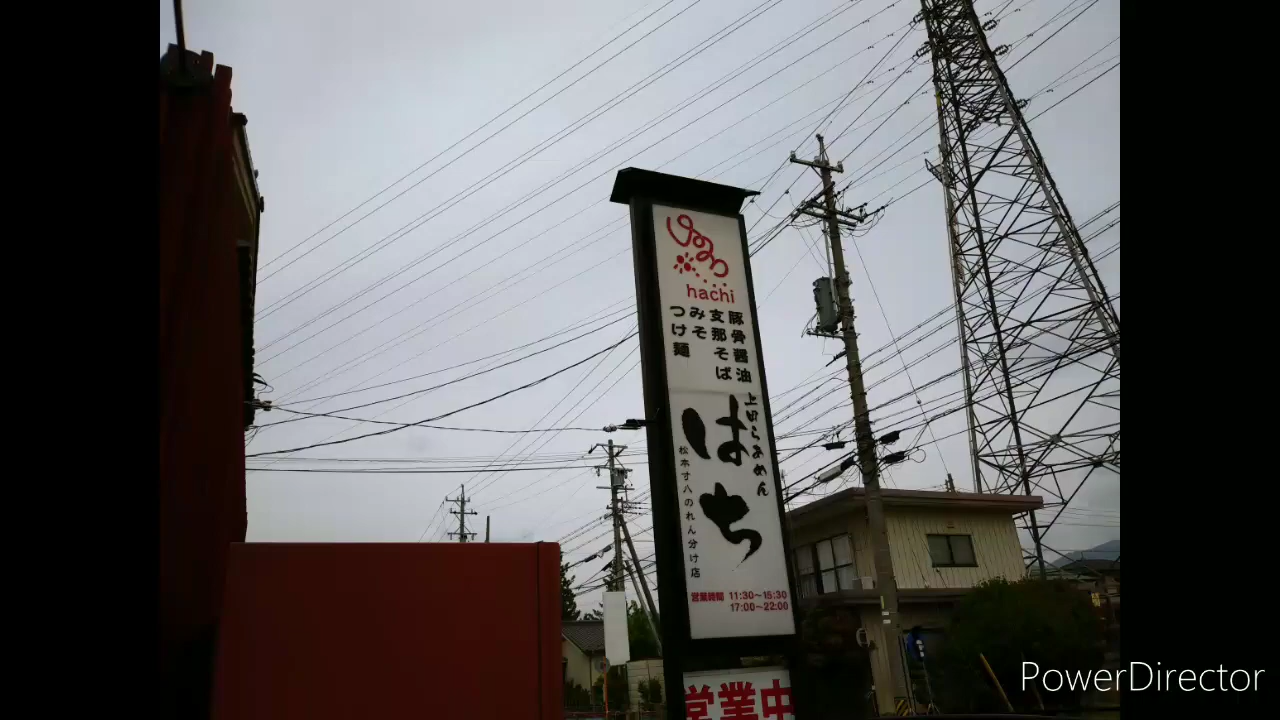 hachi
豚骨醤油
支那そば
みそ
つけ麺
上田らあめん
はち
松本寸八のれん分け店
営業時間 11:30～15:30
17:00～22:00
営業中
PowerDirector